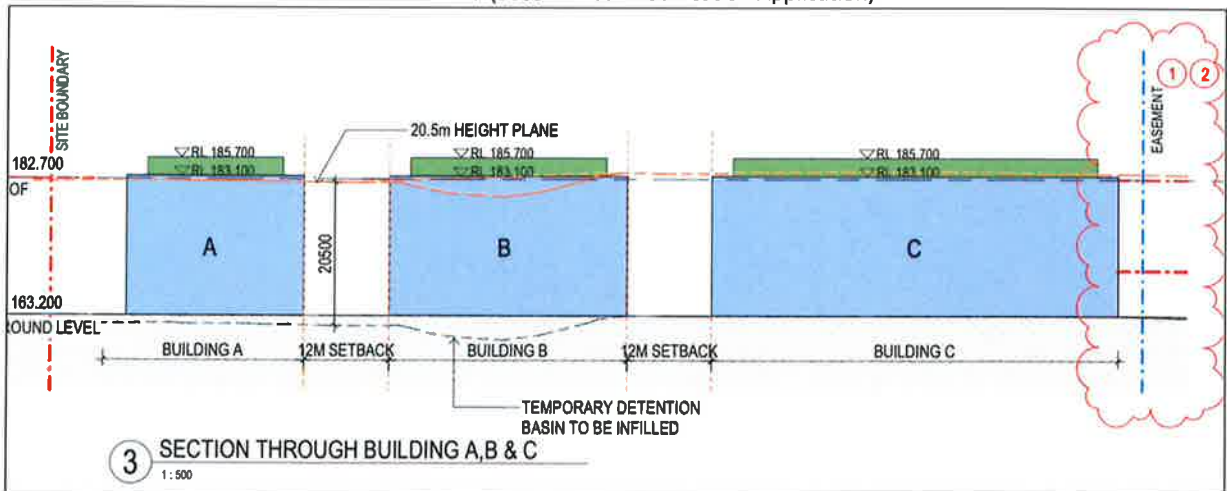 SITE BOUNDARY
1
2
EASEMENT
20.5m HEIGHT PLANE
182.700
OF
RL 185.700
RL 183.100
RL 185.700
RL 183.100
RL 185.700
RL 183.100
A
B
C
20500
163.200
OUND LEVEL
BUILDING A
12M SETBACK
BUILDING B
12M SETBACK
BUILDING C
TEMPORARY DETENTION
BASIN TO BE INFILLED
3
SECTION THROUGH BUILDING A,B & C
1 : 500